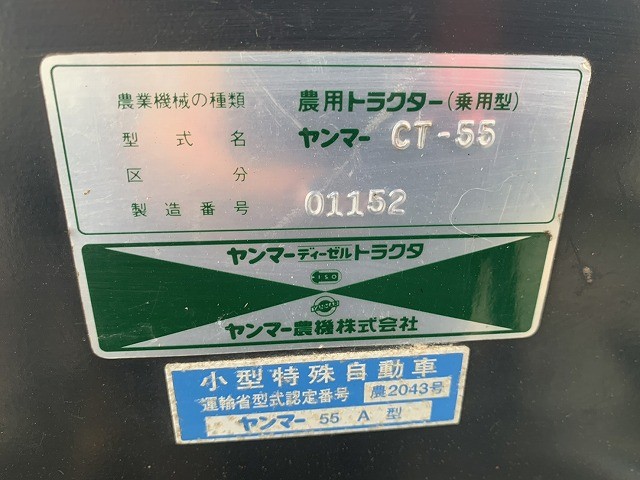 農業機械の種類 農用トラクター(乗用型)
型式名 ヤンマー CT-55
区分
製造番号 01152
ヤンマーディーゼルトラクタ
ISO
YANMAR
ヤンマー農機株式会社
小型特殊自動車
運輸省型式認定番号 農2043号
ヤンマー 55 A 型